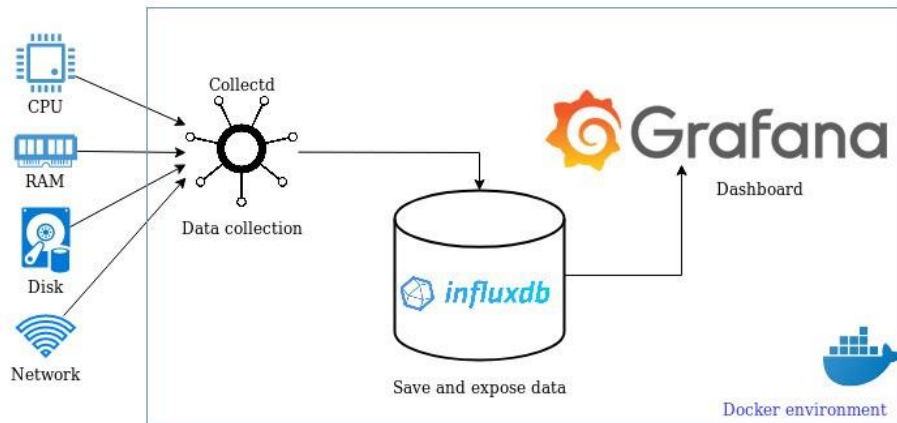 CPU
RAM
Disk
Network
Collectd
Data collection
influxdb
Save and expose data
Grafana
Dashboard
Docker environment